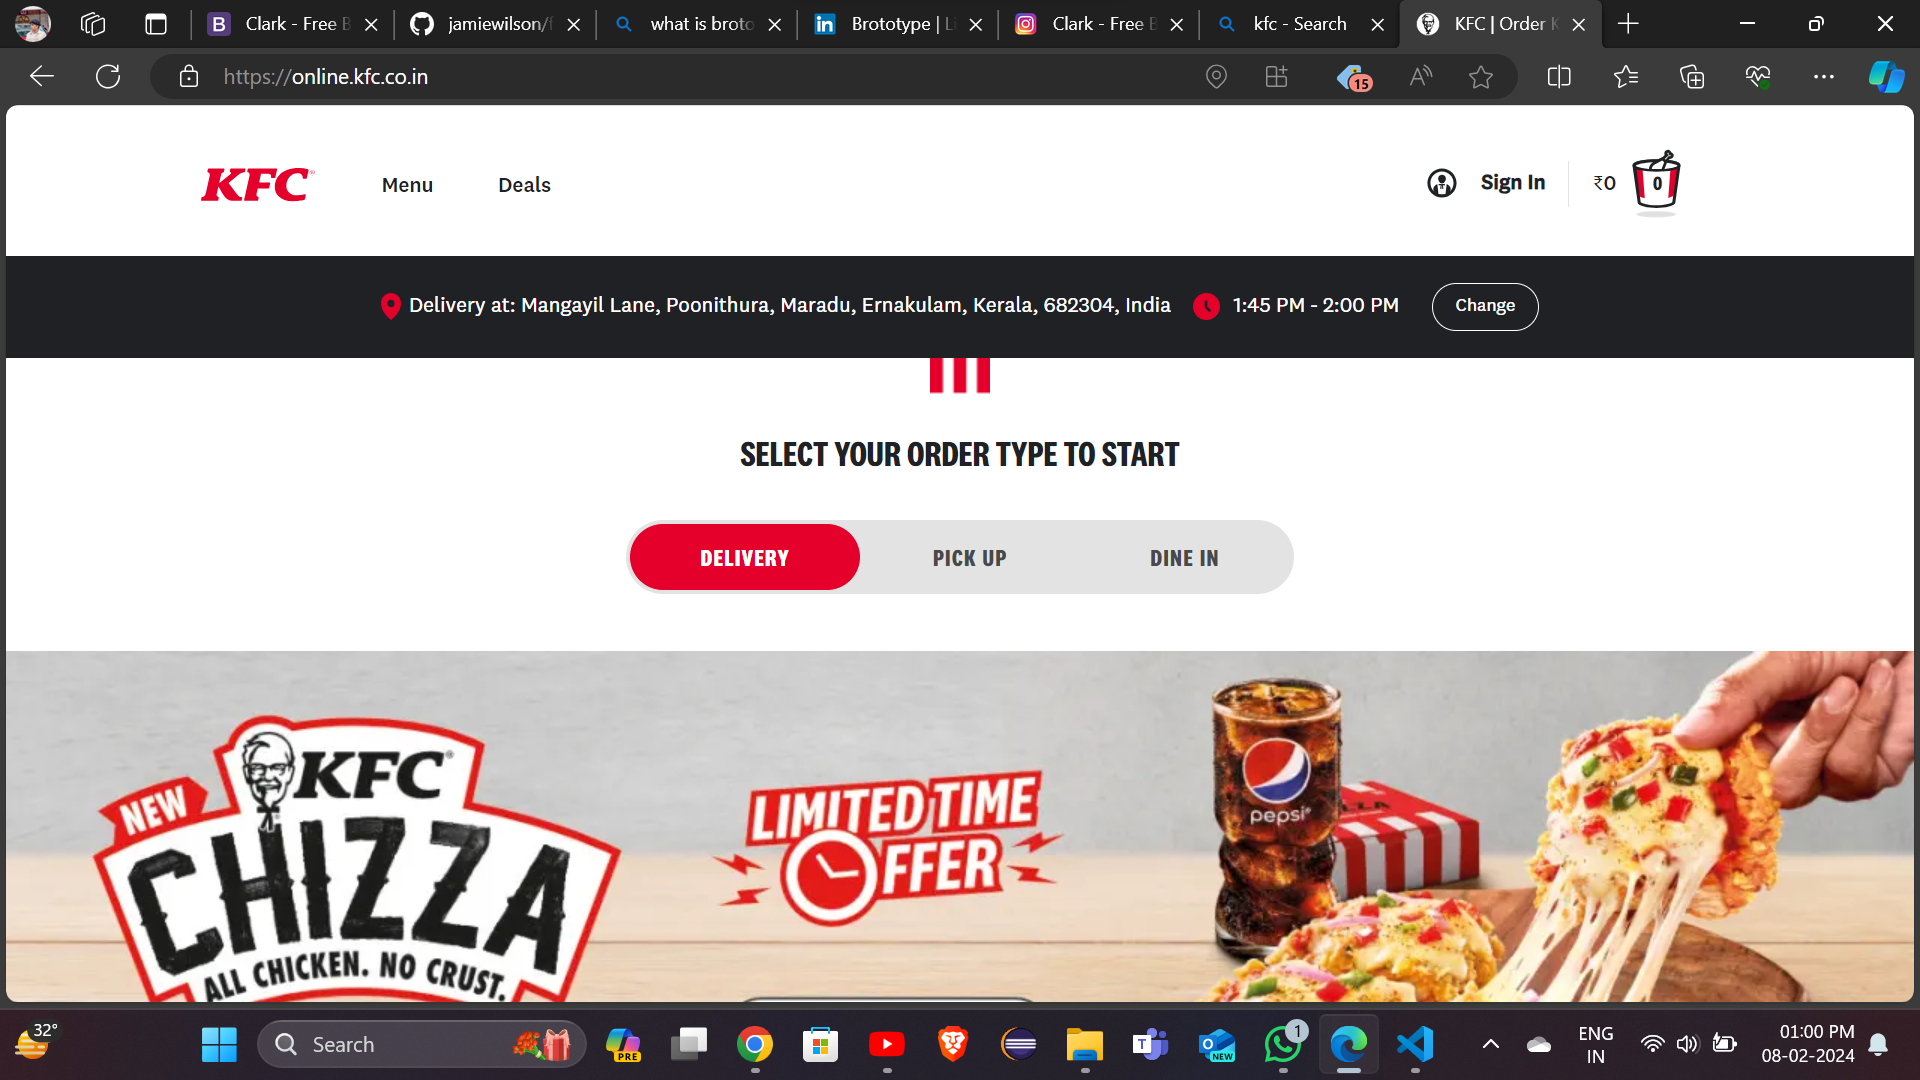 Clark - Free B
jamiewilson/f
what is broto
Brototype | Li
Clark - Free B
kfc - Search
KFC | Order K
https://online.kfc.co.in
15
KFC
Menu
Deals
Sign In
₹0
0
Delivery at: Mangayil Lane, Poonithura, Maradu, Ernakulam, Kerala, 682304, India
1:45 PM - 2:00 PM
Change
SELECT YOUR ORDER TYPE TO START
DELIVERY
PICK UP
DINE IN
NEW
KFC
CHIZZA
ALL CHICKEN. NO CRUST.
LIMITED TIME
OFFER
pepsi
32°
Search
PRE
NEW
1
ENG
IN
01:00 PM
08-02-2024